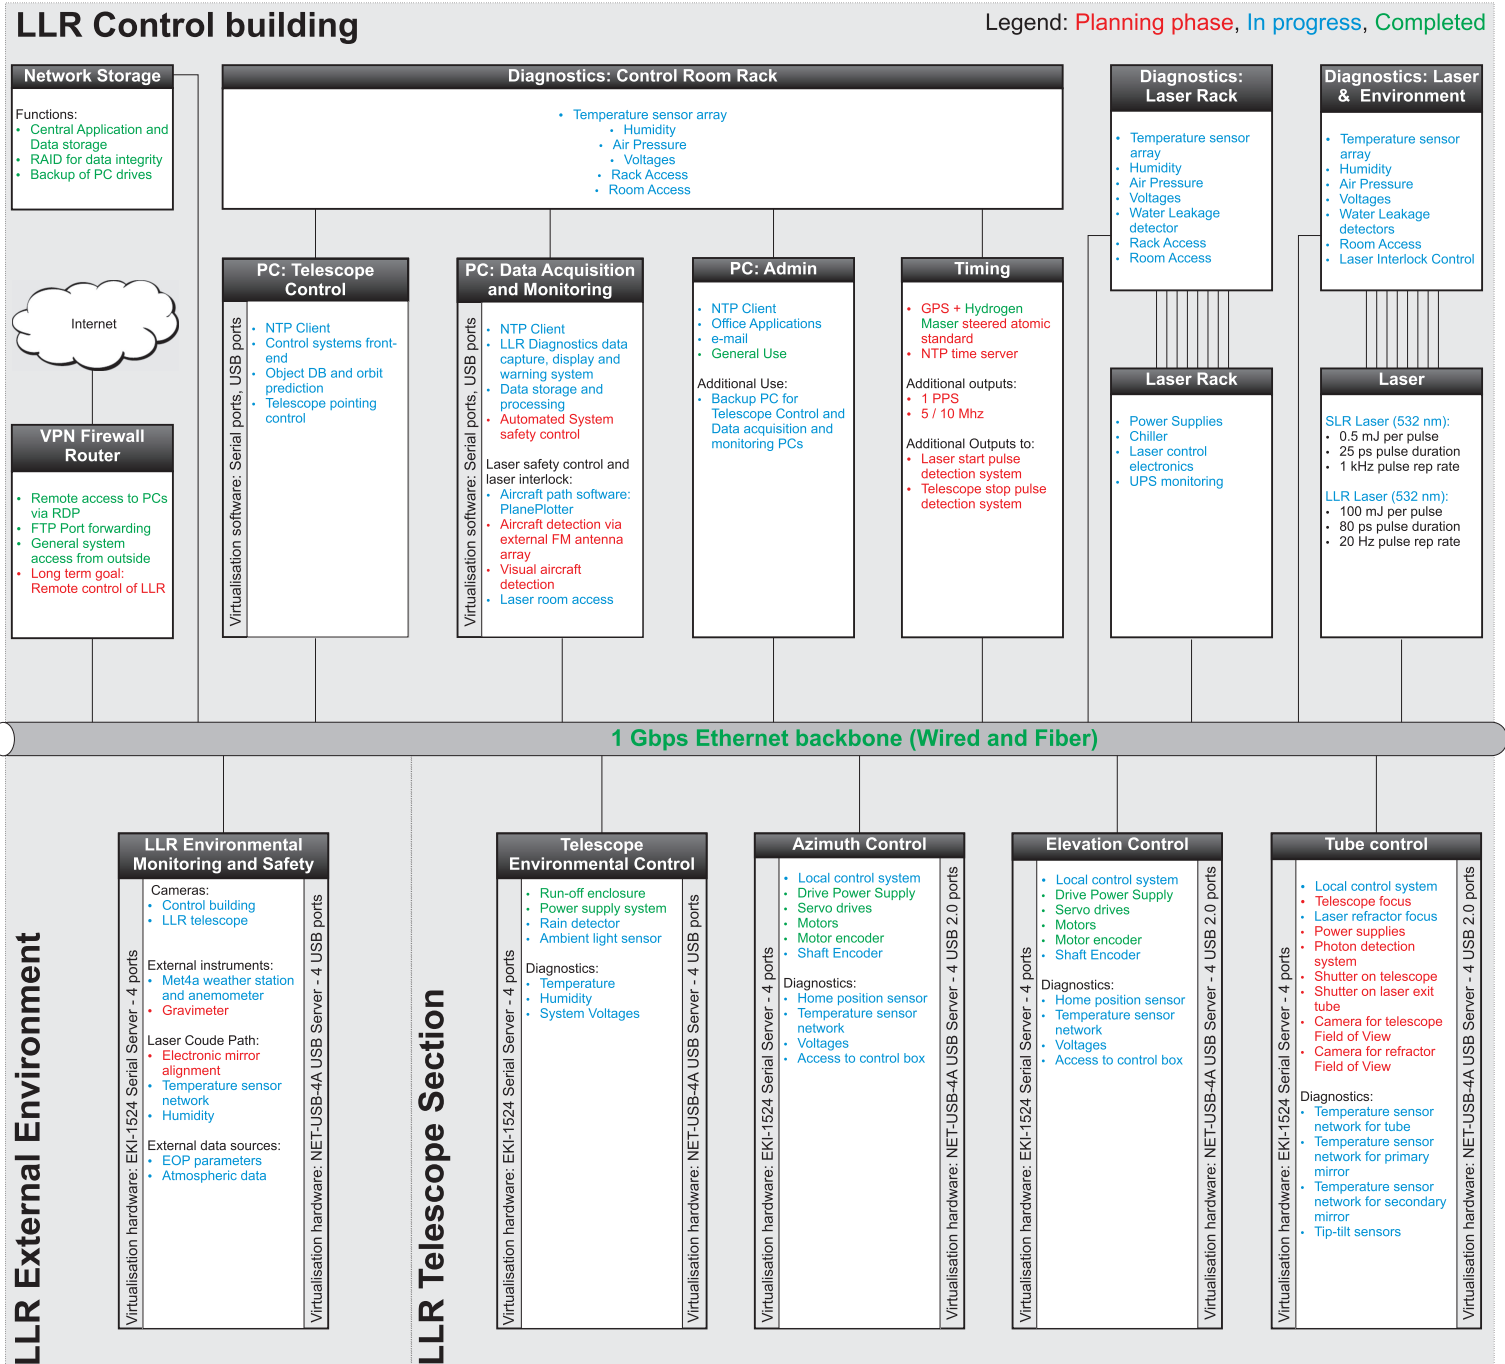 LLR Control building
Legend: Planning phase, In progress, Completed
Network Storage
Functions:
• Central Application and
Data storage
• RAID for data integrity
• Backup of PC drives
Diagnostics: Control Room Rack
• Temperature sensor array
• Humidity
• Air Pressure
• Voltages
• Rack Access
• Room Access
Diagnostics:
Laser Rack
• Temperature sensor
array
• Humidity
• Air Pressure
• Voltages
• Water Leakage
detector
• Rack Access
• Room Access
Diagnostics: Laser
& Environment
• Temperature sensor
array
• Humidity
• Air Pressure
• Voltages
• Water Leakage
detectors
• Room Access
• Laser Interlock Control
Internet
VPN Firewall
Router
• Remote access to PCs
via RDP
• FTP Port forwarding
• General system
access from outside
• Long term goal:
Remote control of LLR
PC: Telescope
Control
Virtualisation software: Serial ports, USB ports
• NTP Client
• Control systems front-
end
• Object DB and orbit
prediction
• Telescope pointing
control
PC: Data Acquisition
and Monitoring
Virtualisation software: Serial ports, USB ports
• NTP Client
• LLR Diagnostics data
capture, display and
warning system
• Data storage and
processing
• Automated System
safety control
Laser safety control and
laser interlock:
• Aircraft path software:
PlanePlotter
• Aircraft detection via
external FM antenna
array
• Visual aircraft
detection
• Laser room access
PC: Admin
• NTP Client
• Office Applications
• e-mail
• General Use
Additional Use:
• Backup PC for
Telescope Control and
Data acquisition and
monitoring PCs
Timing
• GPS + Hydrogen
Maser steered atomic
standard
• NTP time server
Additional outputs:
• 1 PPS
• 5 / 10 Mhz
Additional Outputs to:
• Laser start pulse
detection system
• Telescope stop pulse
detection system
Laser Rack
• Power Supplies
• Chiller
• Laser control
electronics
• UPS monitoring
Laser
SLR Laser (532 nm):
• 0.5 mJ per pulse
• 25 ps pulse duration
• 1 kHz pulse rep rate
LLR Laser (532 nm):
• 100 mJ per pulse
• 80 ps pulse duration
• 20 Hz pulse rep rate
1 Gbps Ethernet backbone (Wired and Fiber)
LLR External Environment
LLR Environmental
Monitoring and Safety
Virtualisation hardware: EKI-1524 Serial Server - 4 ports
Cameras:
• Control building
• LLR telescope
External instruments:
• Met4a weather station
and anemometer
• Gravimeter
Laser Coude Path:
• Electronic mirror
alignment
• Temperature sensor
network
• Humidity
External data sources:
• EOP parameters
• Atmospheric data
Virtualisation hardware: NET-USB-4A USB Server - 4 USB ports
LLR Telescope Section
Telescope
Environmental Control
Virtualisation hardware: EKI-1524 Serial Server - 4 ports
• Run-off enclosure
• Power supply system
• Rain detector
• Ambient light sensor
Diagnostics:
• Temperature
• Humidity
• System Voltages
Virtualisation hardware: NET-USB-4A USB Server - 4 USB ports
Azimuth Control
Virtualisation hardware: EKI-1524 Serial Server - 4 ports
• Local control system
• Drive Power Supply
• Servo drives
• Motors
• Motor encoder
• Shaft Encoder
Diagnostics:
• Home position sensor
• Temperature sensor
network
• Voltages
• Access to control box
Virtualisation hardware: NET-USB-4A USB Server - 4 USB 2.0 ports
Elevation Control
Virtualisation hardware: EKI-1524 Serial Server - 4 ports
• Local control system
• Drive Power Supply
• Servo drives
• Motors
• Motor encoder
• Shaft Encoder
Diagnostics:
• Home position sensor
• Temperature sensor
network
• Voltages
• Access to control box
Virtualisation hardware: NET-USB-4A USB Server - 4 USB 2.0 ports
Tube control
Virtualisation hardware: EKI-1524 Serial Server - 4 ports
• Local control system
• Telescope focus
• Laser refractor focus
• Power supplies
• Photon detection
system
• Shutter on telescope
• Shutter on laser exit
tube
• Camera for telescope
Field of View
• Camera for refractor
Field of View
Diagnostics:
• Temperature sensor
network for tube
• Temperature sensor
network for primary
mirror
• Temperature sensor
network for secondary
mirror
• Tip-tilt sensors
Virtualisation hardware: NET-USB-4A USB Server - 4 USB 2.0 ports